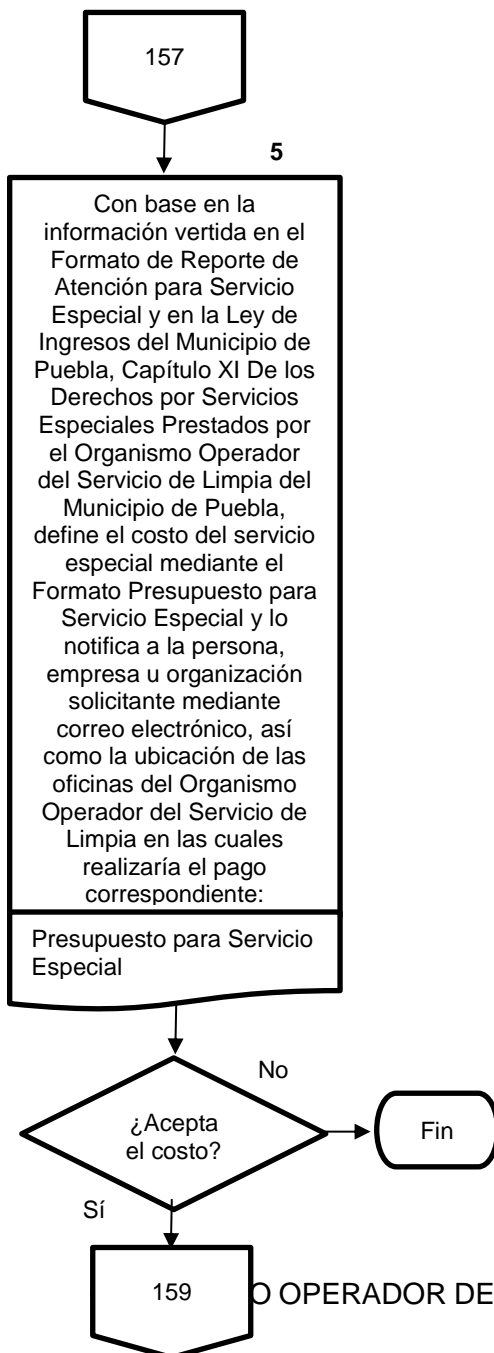 157
5
Con base en la
información vertida en el
Formato de Reporte de
Atención para Servicio
Especial y en la Ley de
Ingresos del Municipio de
Puebla, Capítulo XI De los
Derechos por Servicios
Especiales Prestados por
el Organismo Operador
del Servicio de Limpia del
Municipio de Puebla,
define el costo del servicio
especial mediante el
Formato Presupuesto para
Servicio Especial y lo
notifica a la persona,
empresa u organización
solicitante mediante
correo electrónico, así
como la ubicación de las
oficinas del Organismo
Operador del Servicio de
Limpia en las cuales
realizaría el pago
correspondiente:
Presupuesto para Servicio
Especial
No
¿Acepta
el costo?
Fin
Sí
159
O OPERADOR DE